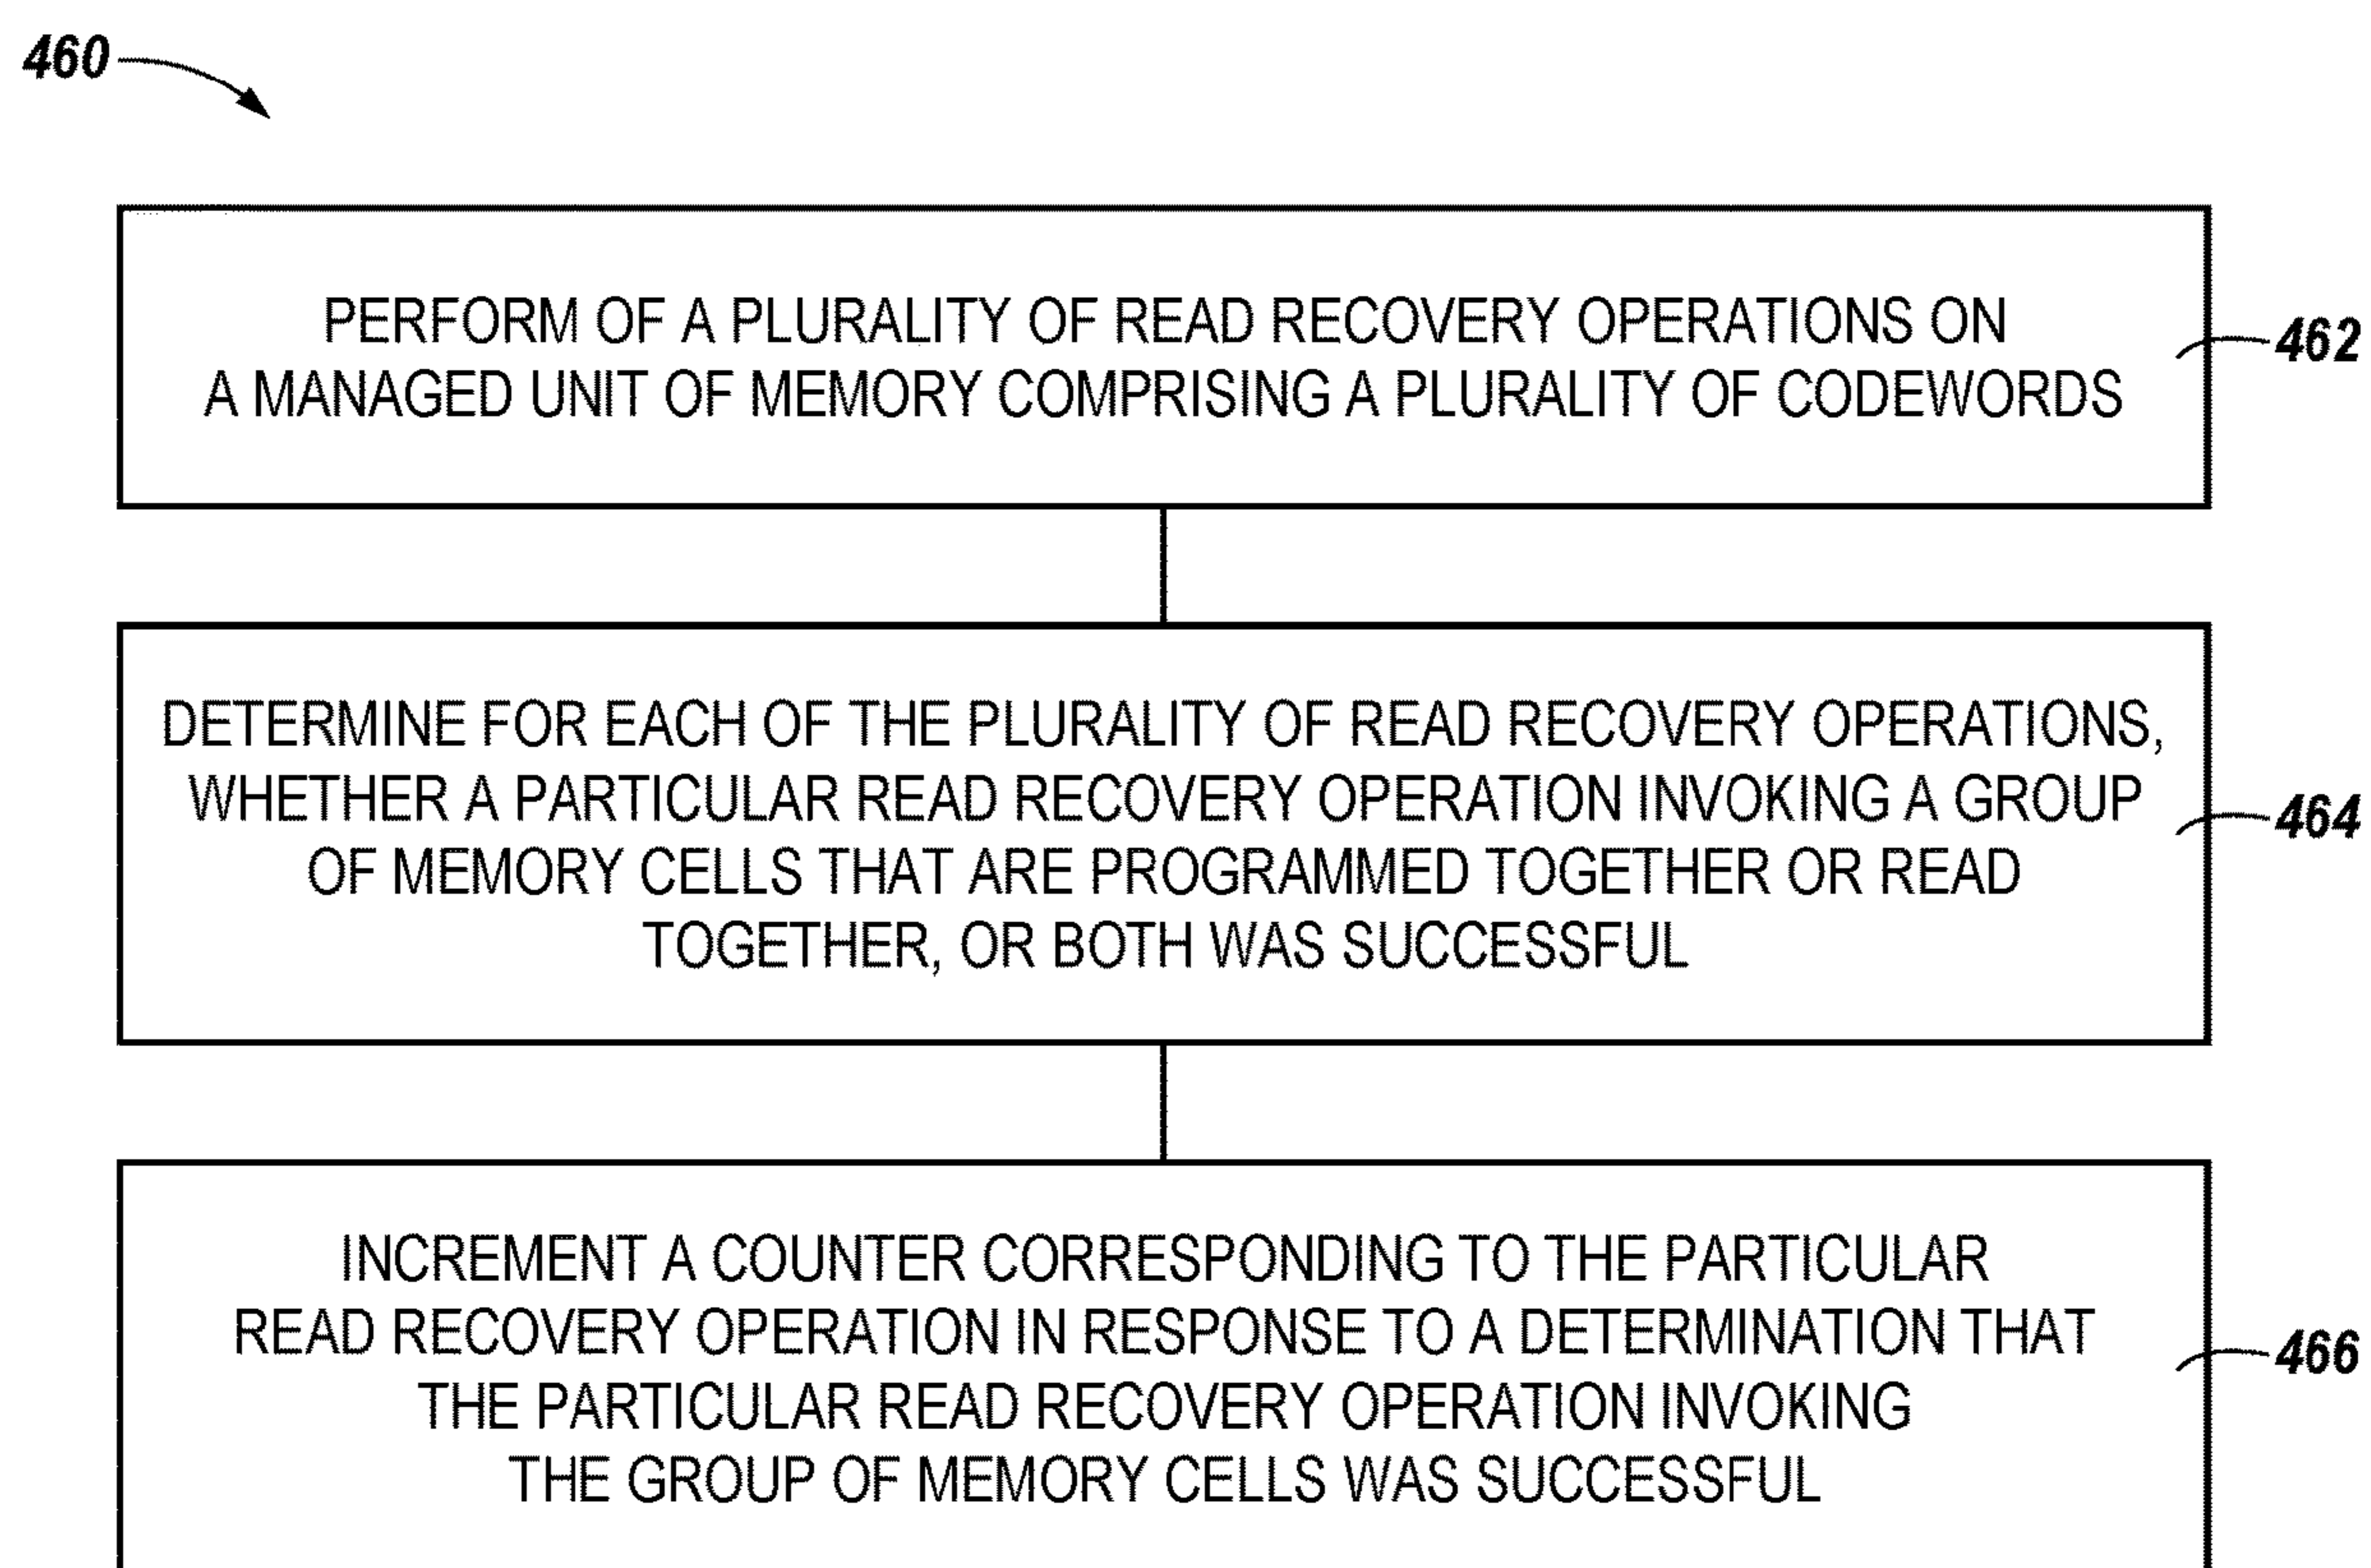 460
PERFORM OF A PLURALITY OF READ RECOVERY OPERATIONS ON
A MANAGED UNIT OF MEMORY COMPRISING A PLURALITY OF CODEWORDS
462
DETERMINE FOR EACH OF THE PLURALITY OF READ RECOVERY OPERATIONS,
WHETHER A PARTICULAR READ RECOVERY OPERATION INVOKING A GROUP
OF MEMORY CELLS THAT ARE PROGRAMMED TOGETHER OR READ
TOGETHER, OR BOTH WAS SUCCESSFUL
464
INCREMENT A COUNTER CORRESPONDING TO THE PARTICULAR
READ RECOVERY OPERATION IN RESPONSE TO A DETERMINATION THAT
THE PARTICULAR READ RECOVERY OPERATION INVOKING
THE GROUP OF MEMORY CELLS WAS SUCCESSFUL
466